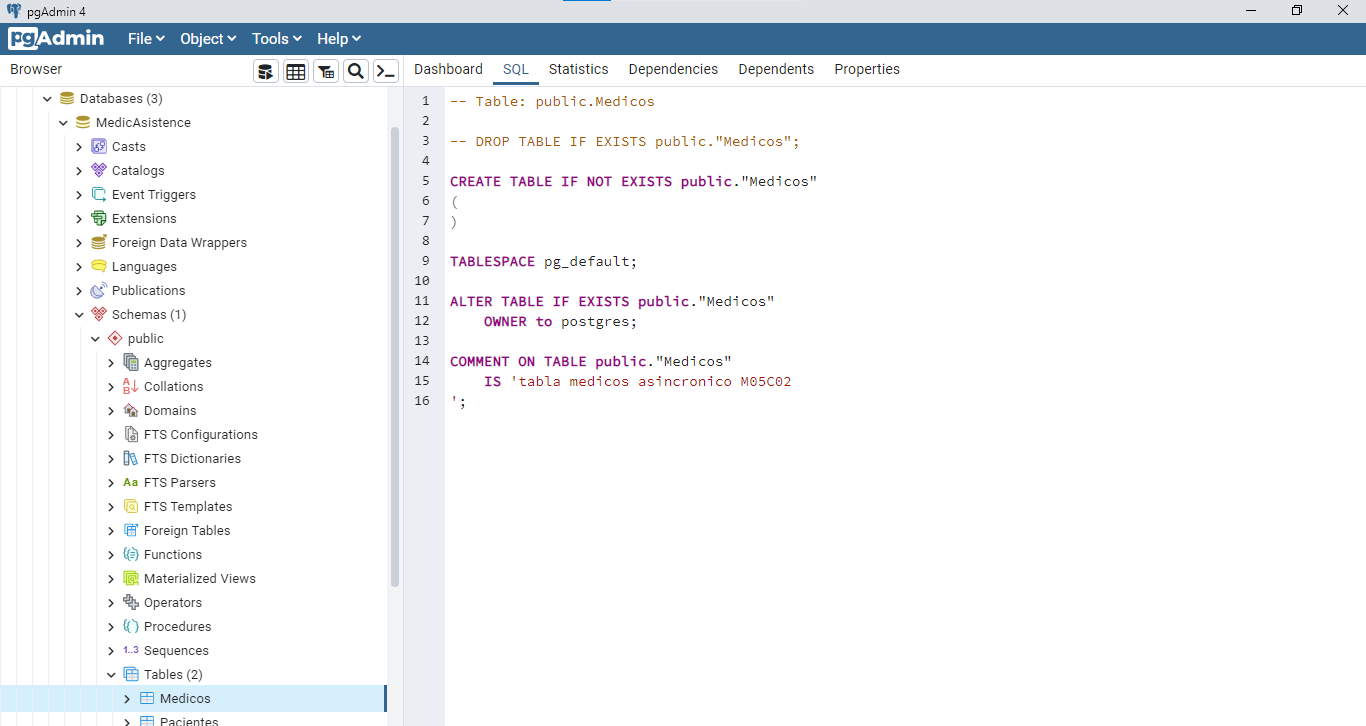 pgAdmin 4
pgAdmin File Object Tools Help
Browser
Dashboard SQL Statistics Dependencies Dependents Properties
Databases (3)
MedicAsistence
Casts
Catalogs
Event Triggers
Extensions
Foreign Data Wrappers
Languages
Publications
Schemas (1)
public
Aggregates
Collations
Domains
FTS Configurations
FTS Dictionaries
Aa FTS Parsers
FTS Templates
Foreign Tables
Functions
Materialized Views
Operators
Procedures
1..3 Sequences
Tables (2)
Medicos
Pacientes
1 -- Table: public.Medicos
2
3 -- DROP TABLE IF EXISTS public."Medicos";
4
5 CREATE TABLE IF NOT EXISTS public."Medicos"
6 (
7 )
8
9 TABLESPACE pg_default;
10
11 ALTER TABLE IF EXISTS public."Medicos"
12 OWNER to postgres;
13
14 COMMENT ON TABLE public."Medicos"
15 IS 'tabla medicos asincronico M05C02
16 ';